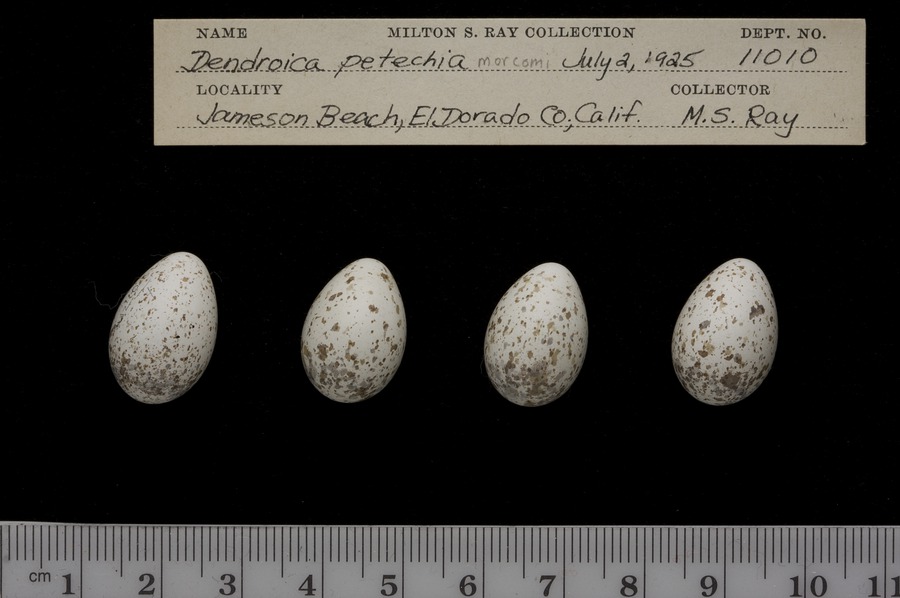 NAME MILTON S. RAY COLLECTION DEPT. NO.
Dendroica petechia morcomi July 2, 1925 11010
LOCALITY COLLECTOR
Jameson Beach, El Dorado Co., Calif. M.S. Ray
cm 1 2 3 4 5 6 7 8 9 10 11